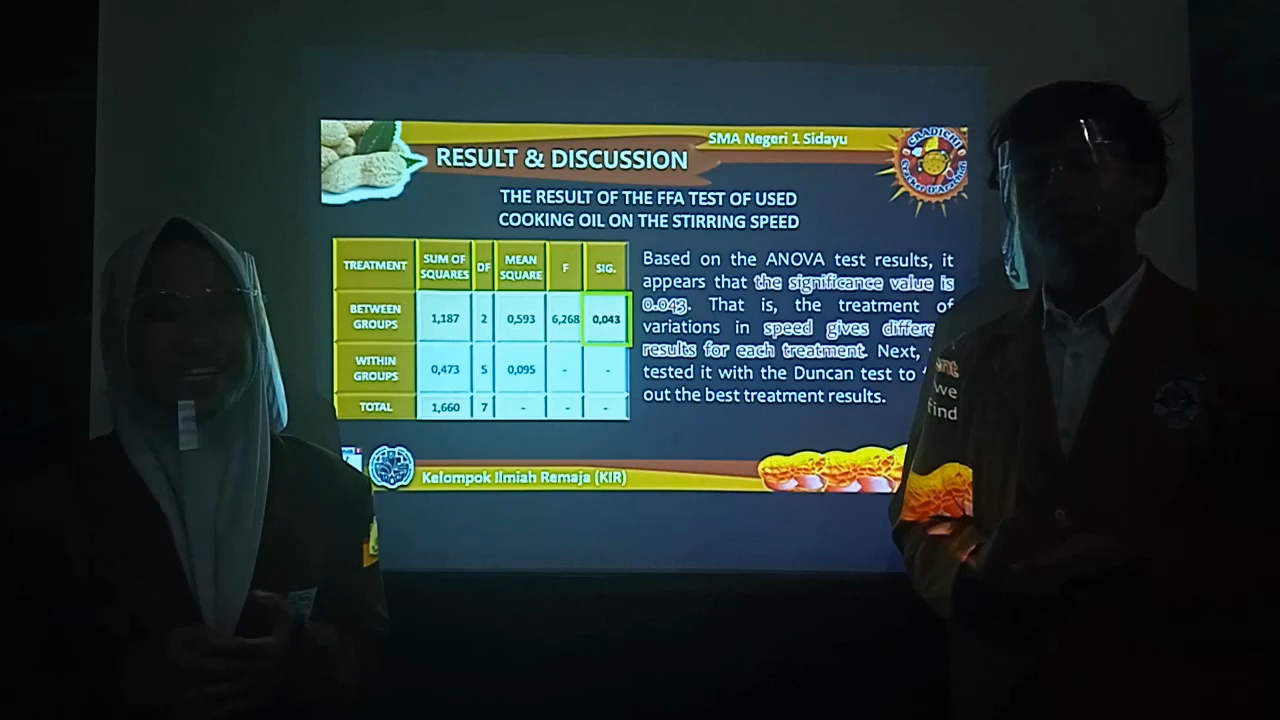 SMA Negeri 1 Sidayu
RESULT & DISCUSSION
THE RESULT OF THE FFA TEST OF USED
COOKING OIL ON THE STIRRING SPEED
TREATMENT SUM OF SQUARES DF MEAN SQUARE F SIG.
BETWEEN GROUPS 1,187 2 0,593 6,268 0,043
WITHIN GROUPS 0,473 5 0,095 - -
TOTAL 1,660 7 - - -
Based on the ANOVA test results, it
appears that the significance value is
0.043. That is, the treatment of
variations in speed gives
results for each treatment. Next, we
tested it with the Duncan test to find
out the best treatment results.
Kelompok Ilmiah Remaja (KIR)